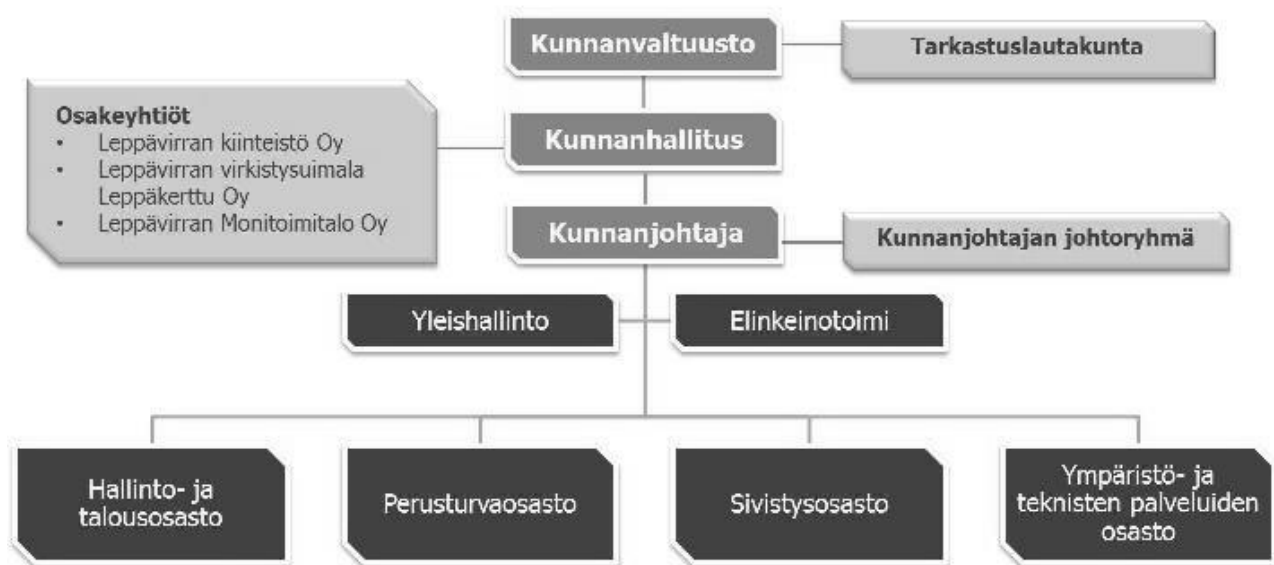 Kunnanvaltuusto
Tarkastuslautakunta
Osakeyhtiöt
• Leppävirran kiinteistö Oy
• Leppävirran virkistysuimala
Leppäkerttu Oy
• Leppävirran Monitoimitalo Oy
Kunnanhallitus
Kunnanjohtaja
Kunnanjohtajan johtoryhmä
Yleishallinto
Elinkeinotoimi
Hallinto- ja
talousosasto
Perusturvaosasto
Sivistysosasto
Ympäristö- ja
teknisten palveluiden
osasto